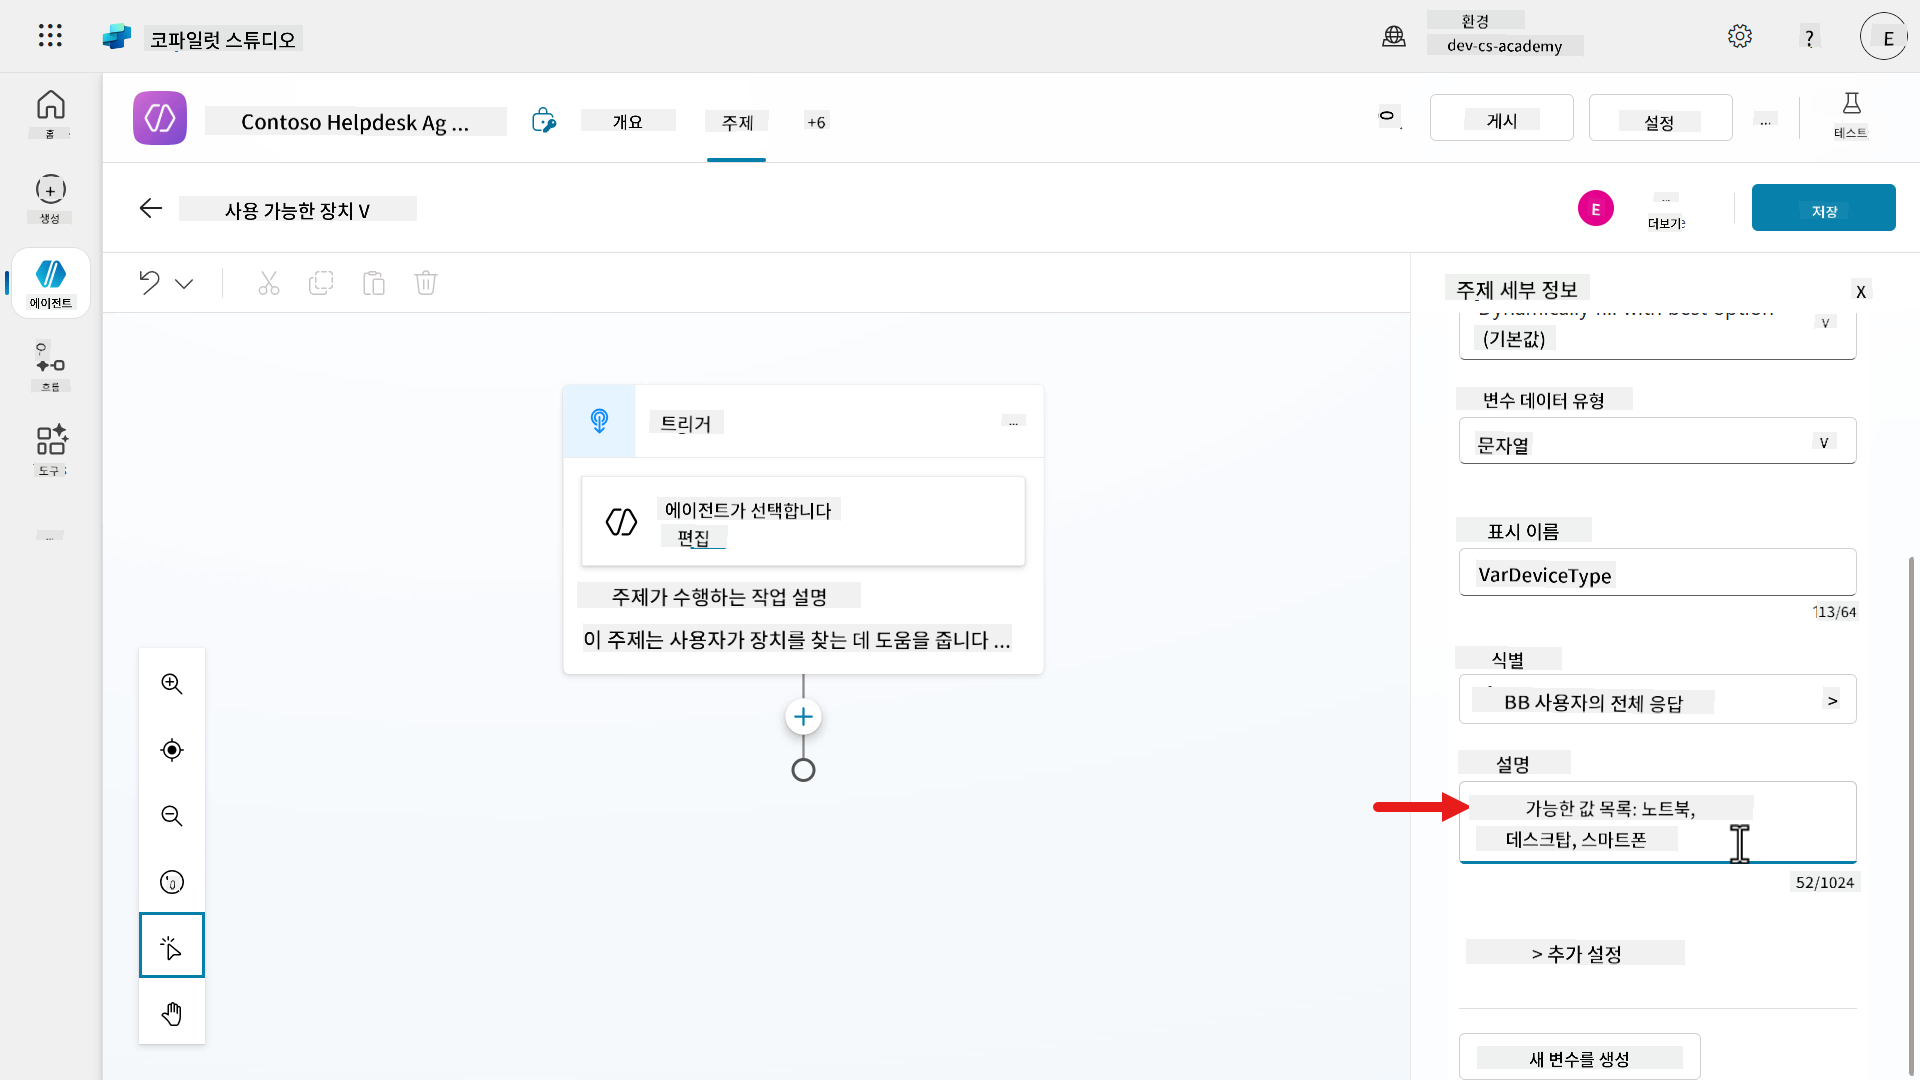 코파일럿 스튜디오
환경
dev-cs-academy
?
E
홈
생성
에이전트
흐름
도구
...
Contoso Helpdesk Ag ...
개요
주제
+6
게시
설정
...
테스트
사용 가능한 장치 V
E
...
더보기
저장
트리거
...
에이전트가 선택합니다
편집
주제가 수행하는 작업 설명
이 주제는 사용자가 장치를 찾는 데 도움을 줍니다 ...
주제 세부 정보
X
(기본값)
V
변수 데이터 유형
문자열
V
표시 이름
VarDeviceType
13/64
식별
BB 사용자의 전체 응답
>
설명
가능한 값 목록: 노트북,
데스크탑, 스마트폰
52/1024
> 추가 설정
새 변수를 생성